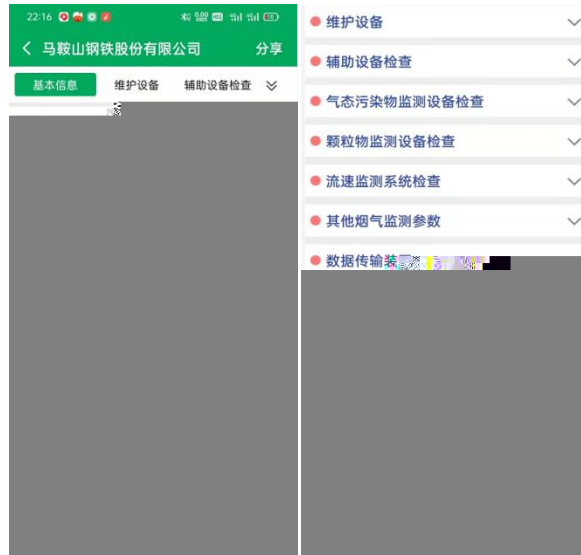 22:16
马鞍山钢铁股份有限公司
分享
基本信息 维护设备 辅助设备检查
维护设备
辅助设备检查
气态污染物监测设备检查
颗粒物监测设备检查
流速监测系统检查
其他烟气监测参数
数据传输装